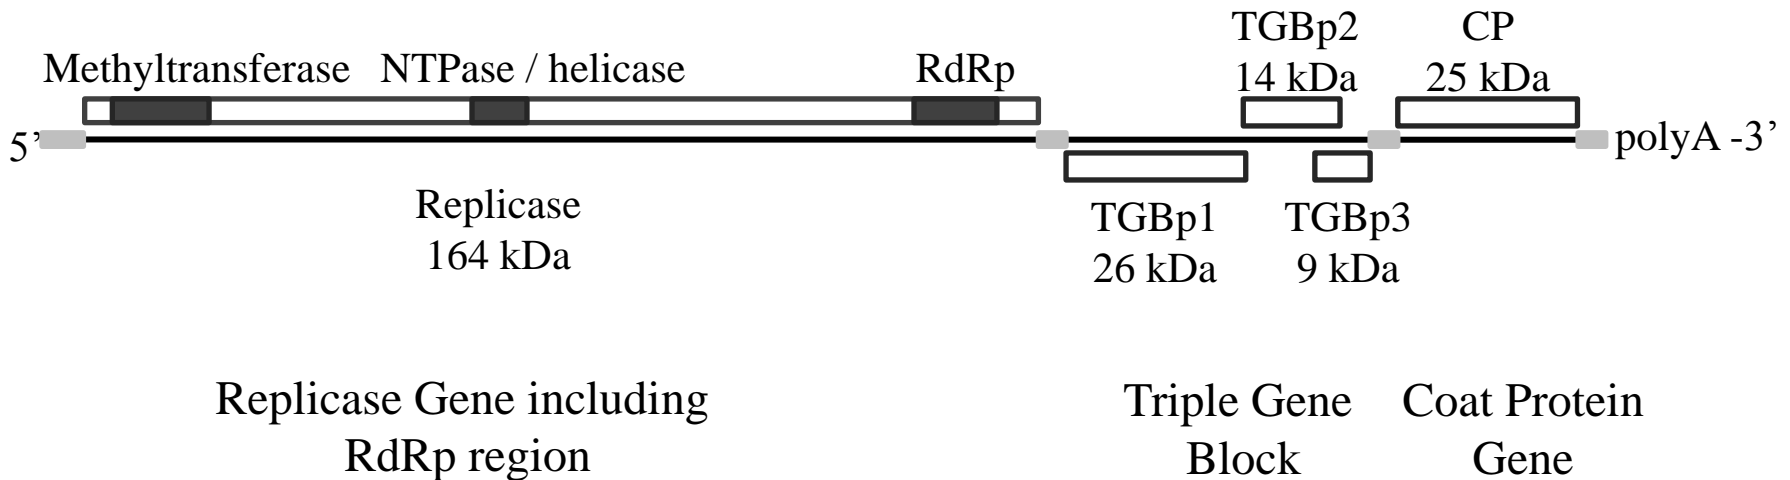 TGBp2
14 kDa
CP
25 kDa
Methyltransferase
NTPase / helicase
RdRp
5’
polyA -3’
Replicase
164 kDa
TGBp1
26 kDa
TGBp3
9 kDa
Replicase Gene including
RdRp region
Triple Gene
Block
Coat Protein
Gene